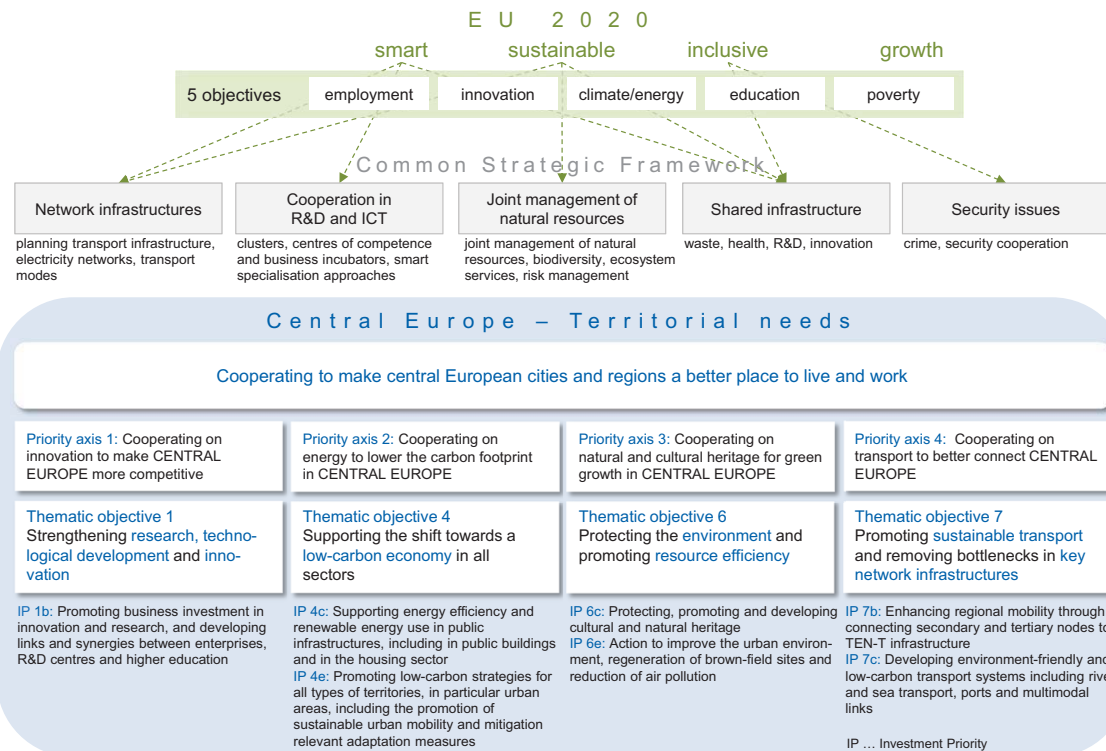 EU 2020
smart sustainable inclusive growth
5 objectives employment innovation climate/energy education poverty
Common Strategic Framework
Network infrastructures
planning transport infrastructure,
electricity networks, transport
modes
Cooperation in
R&D and ICT
clusters, centres of competence
and business incubators, smart
specialisation approaches
Joint management of
natural resources
joint management of natural
resources, biodiversity, ecosystem
services, risk management
Shared infrastructure
waste, health, R&D, innovation
Security issues
crime, security cooperation
Central Europe – Territorial needs
Cooperating to make central European cities and regions a better place to live and work
Priority axis 1: Cooperating on
innovation to make CENTRAL
EUROPE more competitive
Priority axis 2: Cooperating on
energy to lower the carbon footprint
in CENTRAL EUROPE
Priority axis 3: Cooperating on
natural and cultural heritage for green
growth in CENTRAL EUROPE
Priority axis 4: Cooperating on
transport to better connect CENTRAL
EUROPE
Thematic objective 1
Strengthening research, techno-
logical development and inno-
vation
Thematic objective 4
Supporting the shift towards a
low-carbon economy in all
sectors
Thematic objective 6
Protecting the environment and
promoting resource efficiency
Thematic objective 7
Promoting sustainable transport
and removing bottlenecks in key
network infrastructures
IP 1b: Promoting business investment in
innovation and research, and developing
links and synergies between enterprises,
R&D centres and higher education
IP 4c: Supporting energy efficiency and
renewable energy use in public
infrastructures, including in public buildings
and in the housing sector
IP 4e: Promoting low-carbon strategies for
all types of territories, in particular urban
areas, including the promotion of
sustainable urban mobility and mitigation
relevant adaptation measures
IP 6c: Protecting, promoting and developing
cultural and natural heritage
IP 6e: Action to improve the urban environ-
ment, regeneration of brown-field sites and
reduction of air pollution
IP 7b: Enhancing regional mobility through
connecting secondary and tertiary nodes to
TEN-T infrastructure
IP 7c: Developing environment-friendly and
low-carbon transport systems including rive
and sea transport, ports and multimodal
links
IP ... Investment Priority